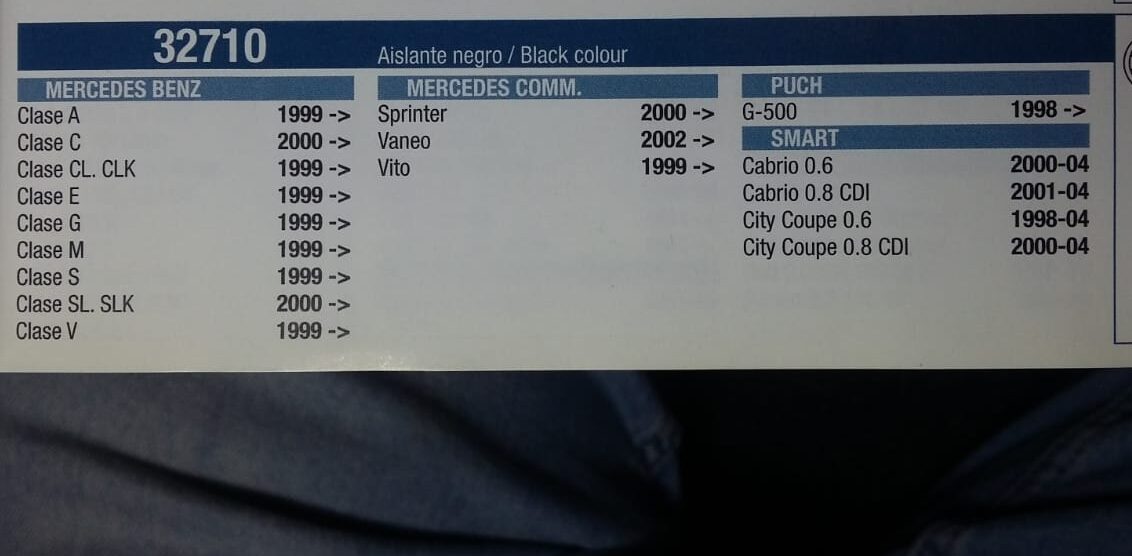 32710 Aislante negro / Black colour
MERCEDES BENZ
Clase A 1999 ->
Clase C 2000 ->
Clase CL. CLK 1999 ->
Clase E 1999 ->
Clase G 1999 ->
Clase M 1999 ->
Clase S 1999 ->
Clase SL. SLK 2000 ->
Clase V 1999 ->
MERCEDES COMM.
Sprinter 2000 ->
Vaneo 2002 ->
Vito 1999 ->
PUCH
G-500 1998 ->
SMART
Cabrio 0.6 2000-04
Cabrio 0.8 CDI 2001-04
City Coupe 0.6 1998-04
City Coupe 0.8 CDI 2000-04